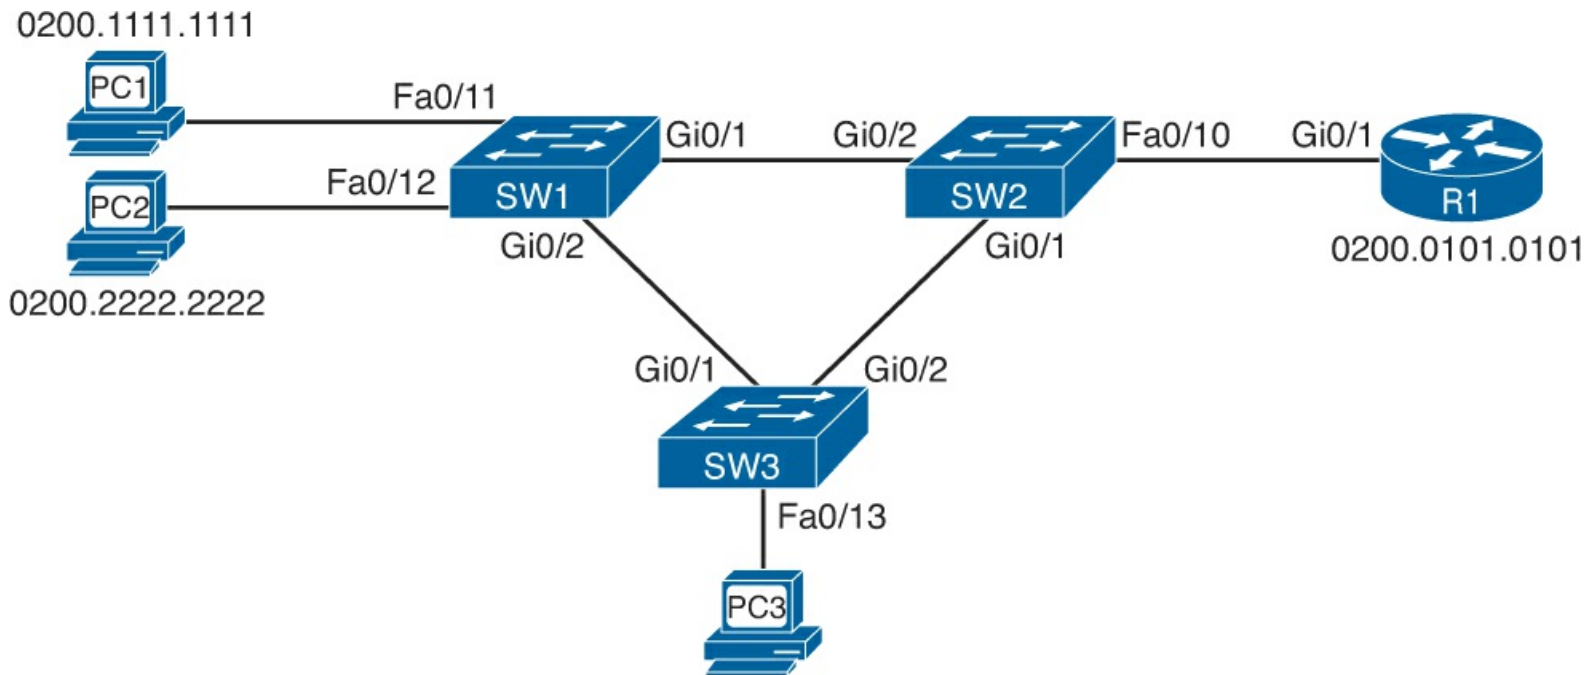 0200.1111.1111
PC1
Fa0/11
Gi0/1
Gi0/2
Fa0/10
Gi0/1
Fa0/12
SW1
SW2
R1
PC2
Gi0/2
Gi0/1
0200.0101.0101
0200.2222.2222
Gi0/1
Gi0/2
SW3
Fa0/13
PC3